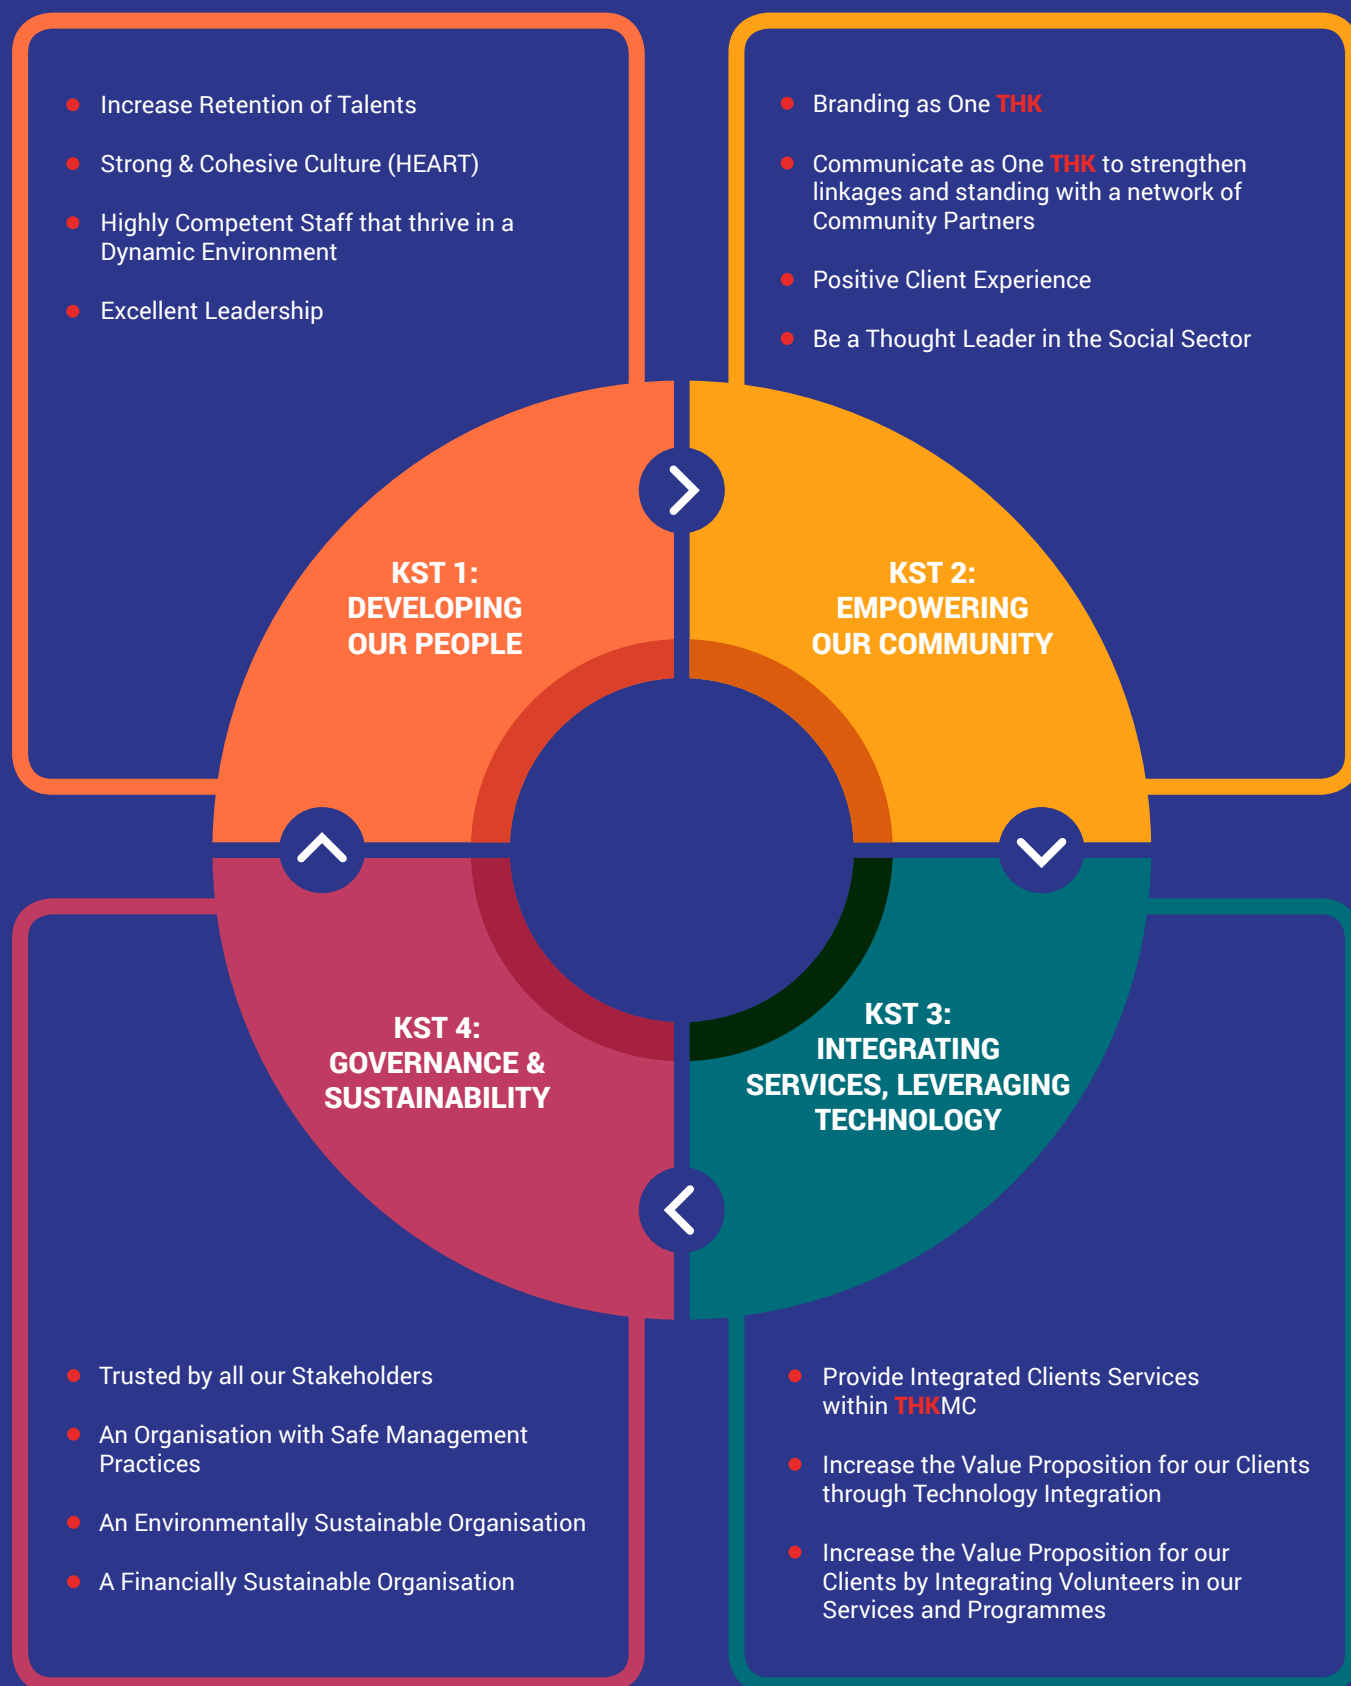 Increase Retention of Talents
Strong & Cohesive Culture (HEART)
Highly Competent Staff that thrive in a
Dynamic Environment
Excellent Leadership
Branding as One THK
Communicate as One THK to strengthen
linkages and standing with a network of
Community Partners
Positive Client Experience
Be a Thought Leader in the Social Sector
KST 1:
DEVELOPING
OUR PEOPLE
KST 2:
EMPOWERING
OUR COMMUNITY
KST 4:
GOVERNANCE &
SUSTAINABILITY
KST 3:
INTEGRATING
SERVICES, LEVERAGING
TECHNOLOGY
Trusted by all our Stakeholders
An Organisation with Safe Management
Practices
An Environmentally Sustainable Organisation
A Financially Sustainable Organisation
Provide Integrated Clients Services
within THKMC
Increase the Value Proposition for our Clients
through Technology Integration
Increase the Value Proposition for our
Clients by Integrating Volunteers in our
Services and Programmes